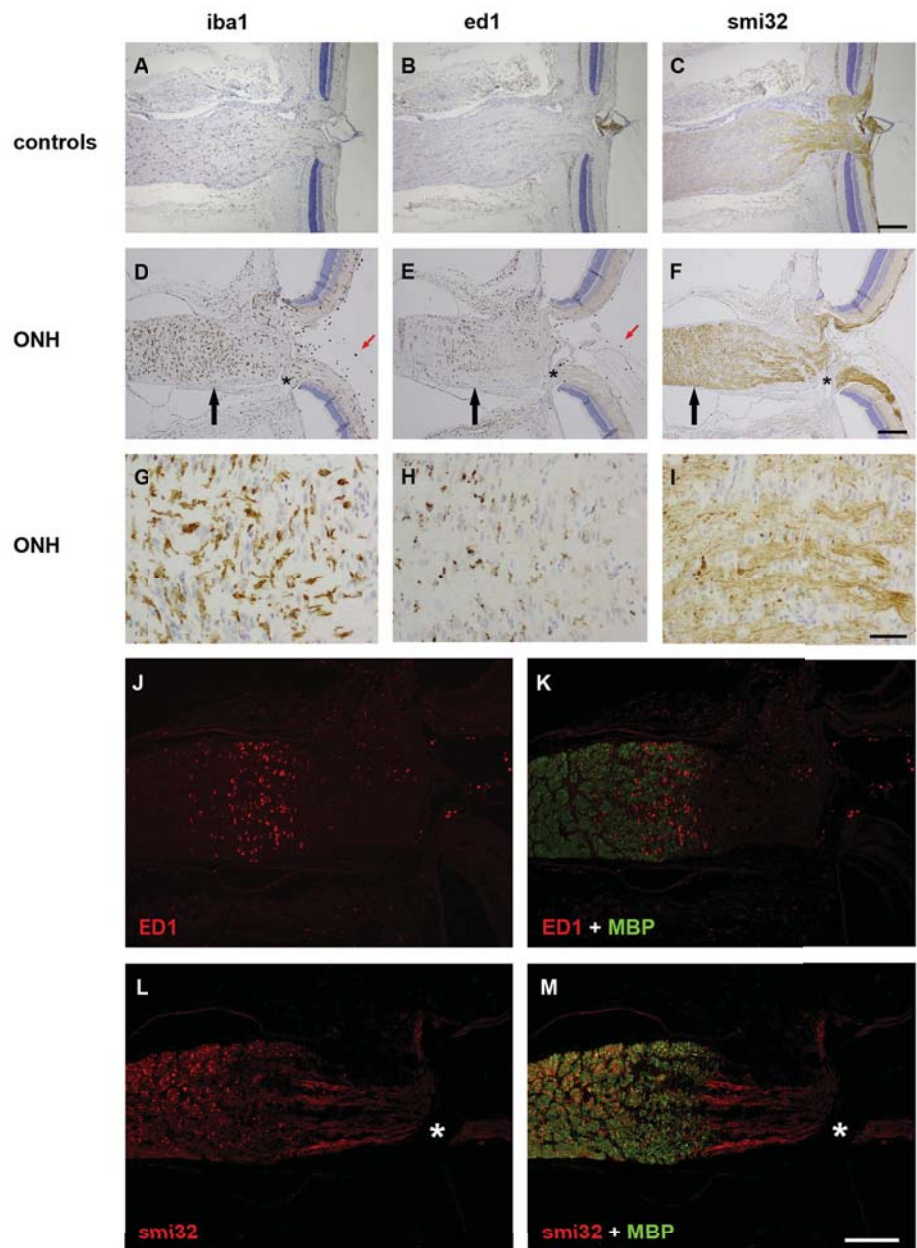 iba1 ed1 smi32
controls A B C
ONH D E F
* * *
ONH G H I
J K
ED1 ED1 + MBP
L M
* *
smi32 smi32 + MBP